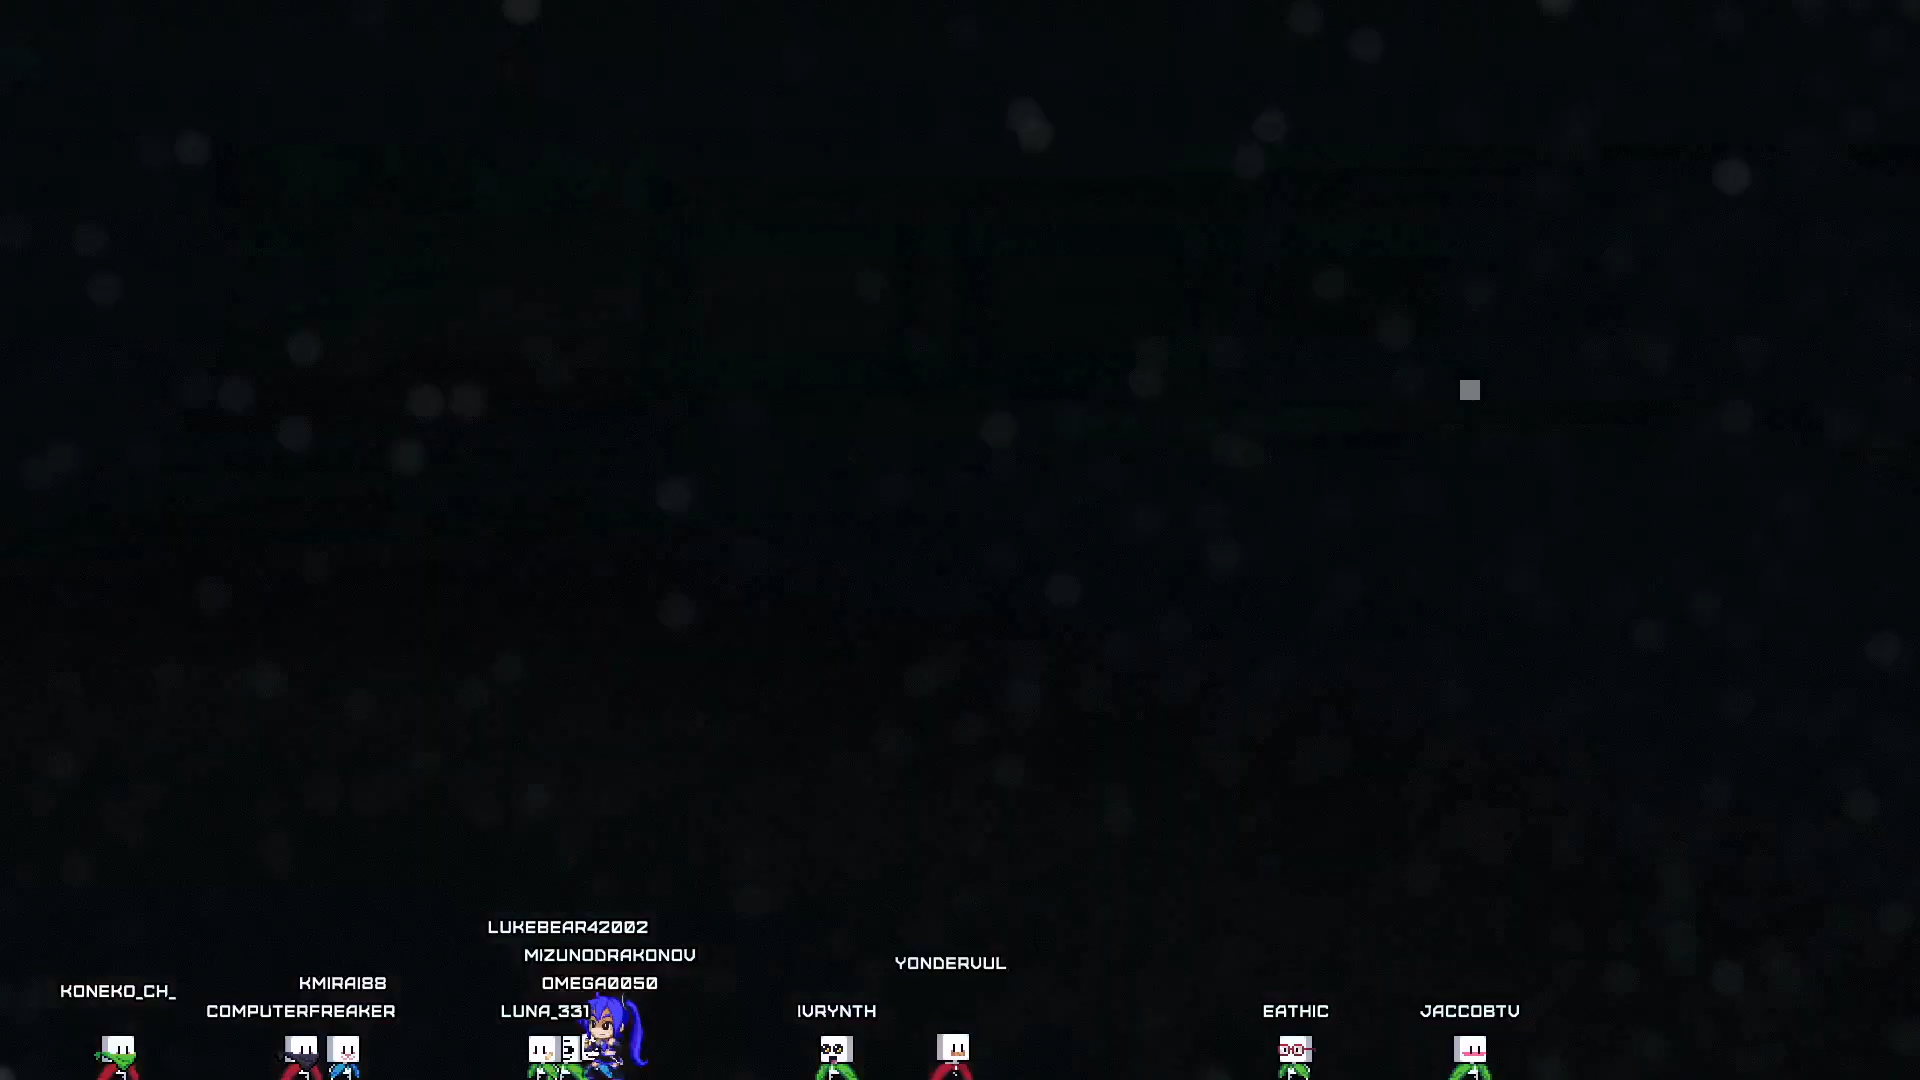 LUKEBEAR42002
MIZUNODRAKONOV
YONDERVUL
KMIRAI88
OMEGA0050
KONEKO_CH_
COMPUTERFREAKER
LUNA_331
IVRYNTH
EATHIC
JACCOBTV